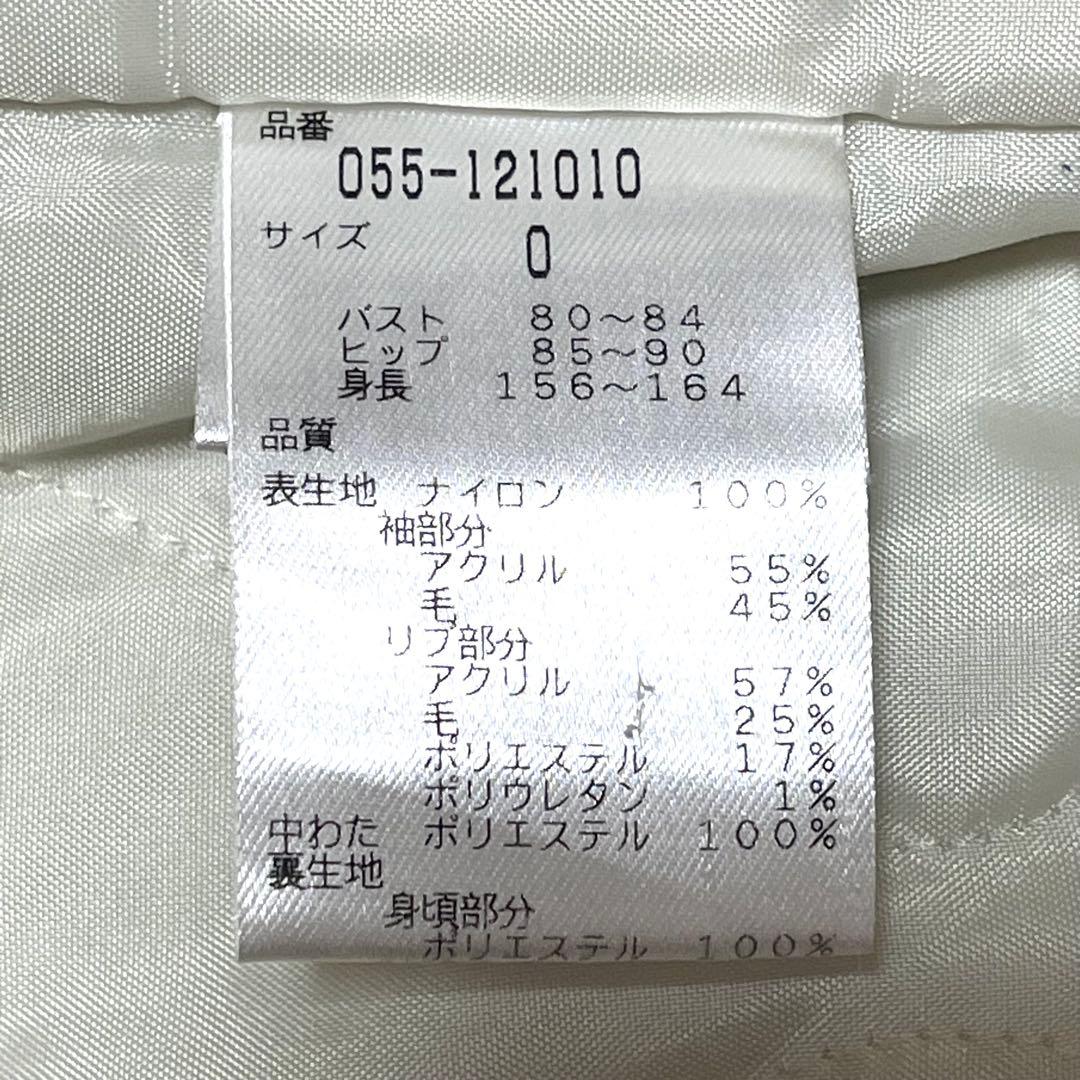 品番
055-121010
サイズ 0
バスト 80～84
ヒップ 85～90
身長 156～164
品質
表生地 ナイロン 100%
袖部分
アクリル 55%
毛 45%
リブ部分
アクリル 57%
毛 25%
ポリエステル 17%
ポリウレタン 1%
中わた ポリエステル 100%
裏生地
身頃部分
ポリエステル 100%